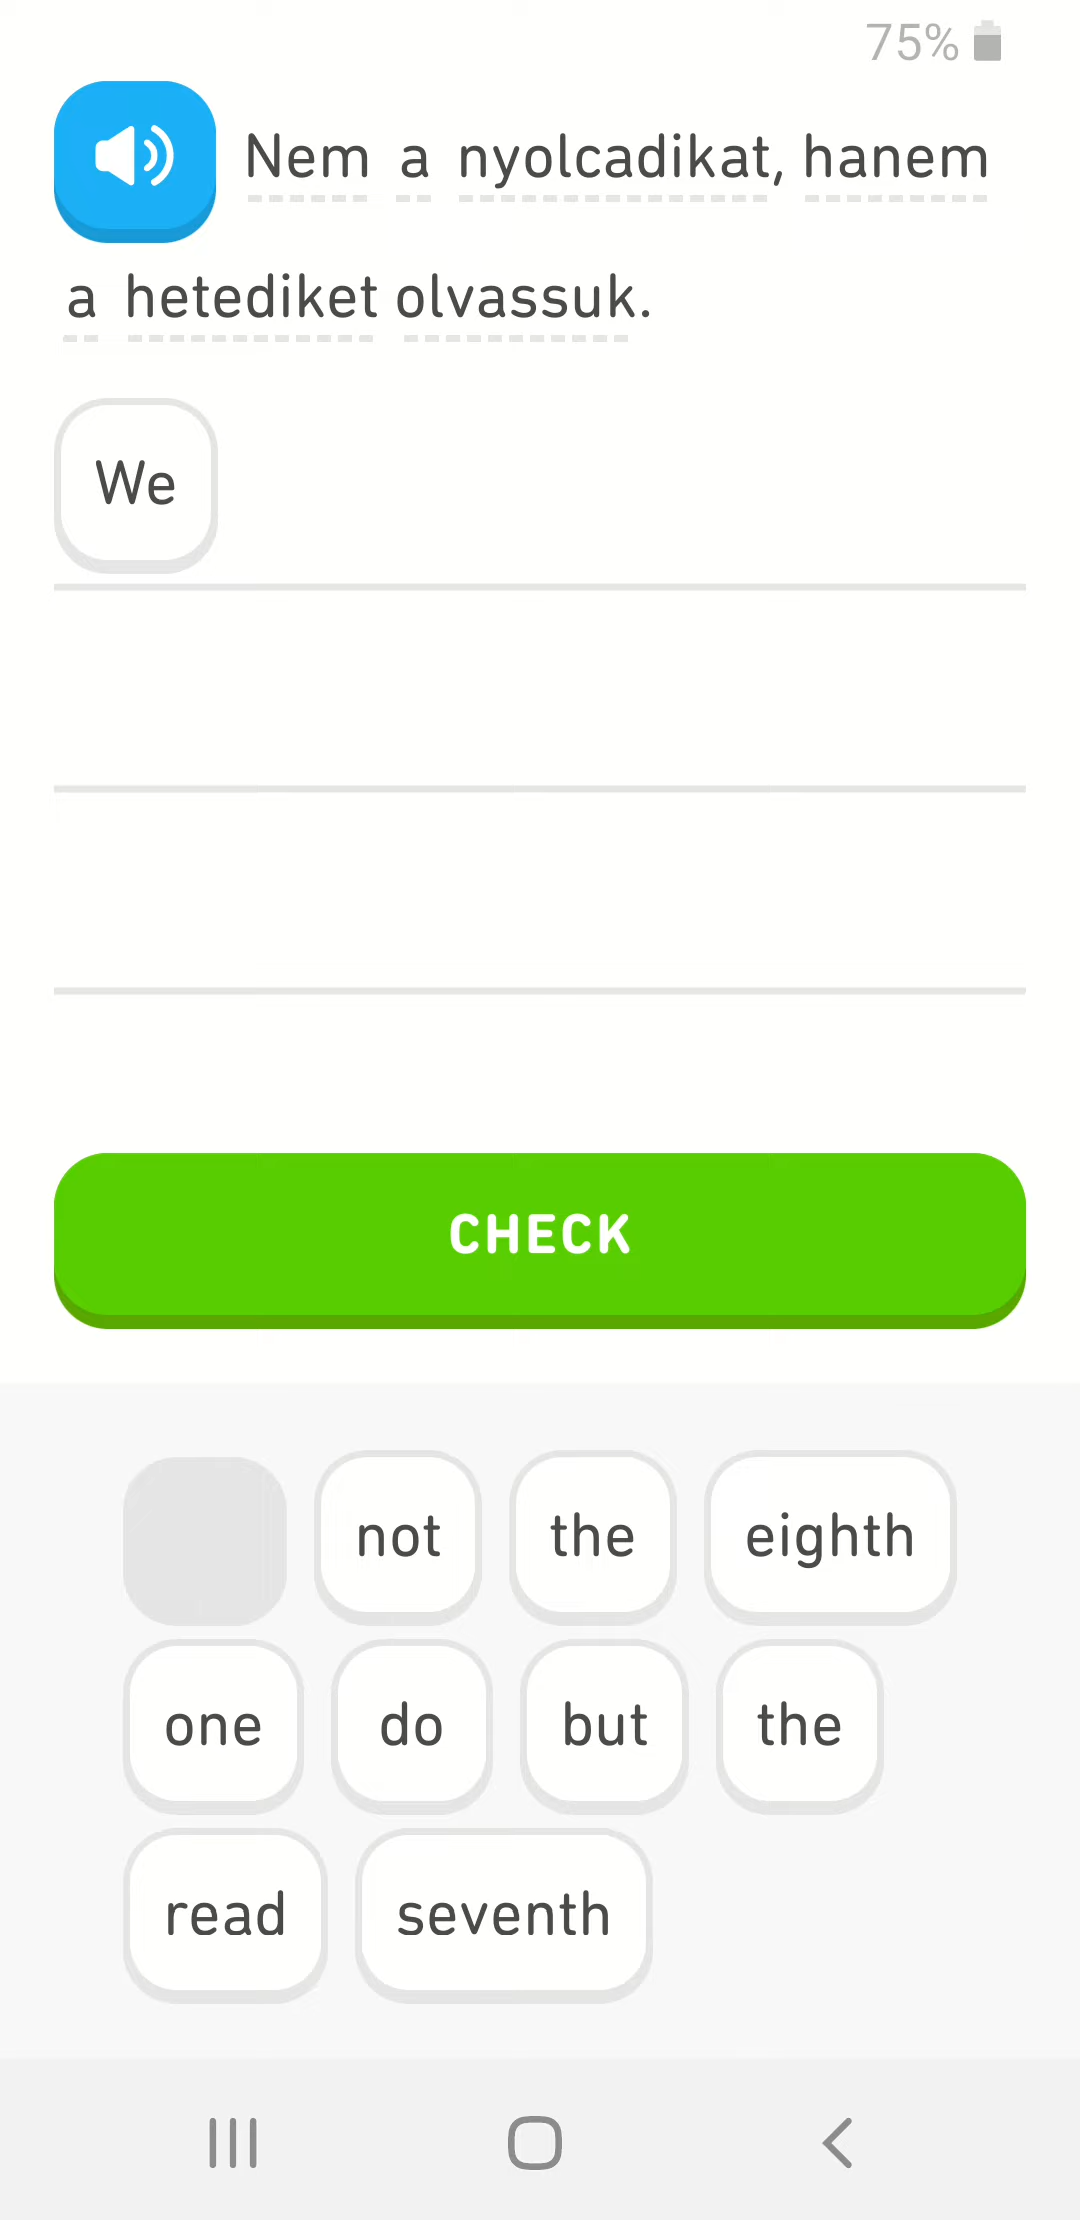 75%
Nem a nyolcadikat, hanem
a hetediket olvassuk.
We
CHECK
not the eighth
one do but the
read seventh